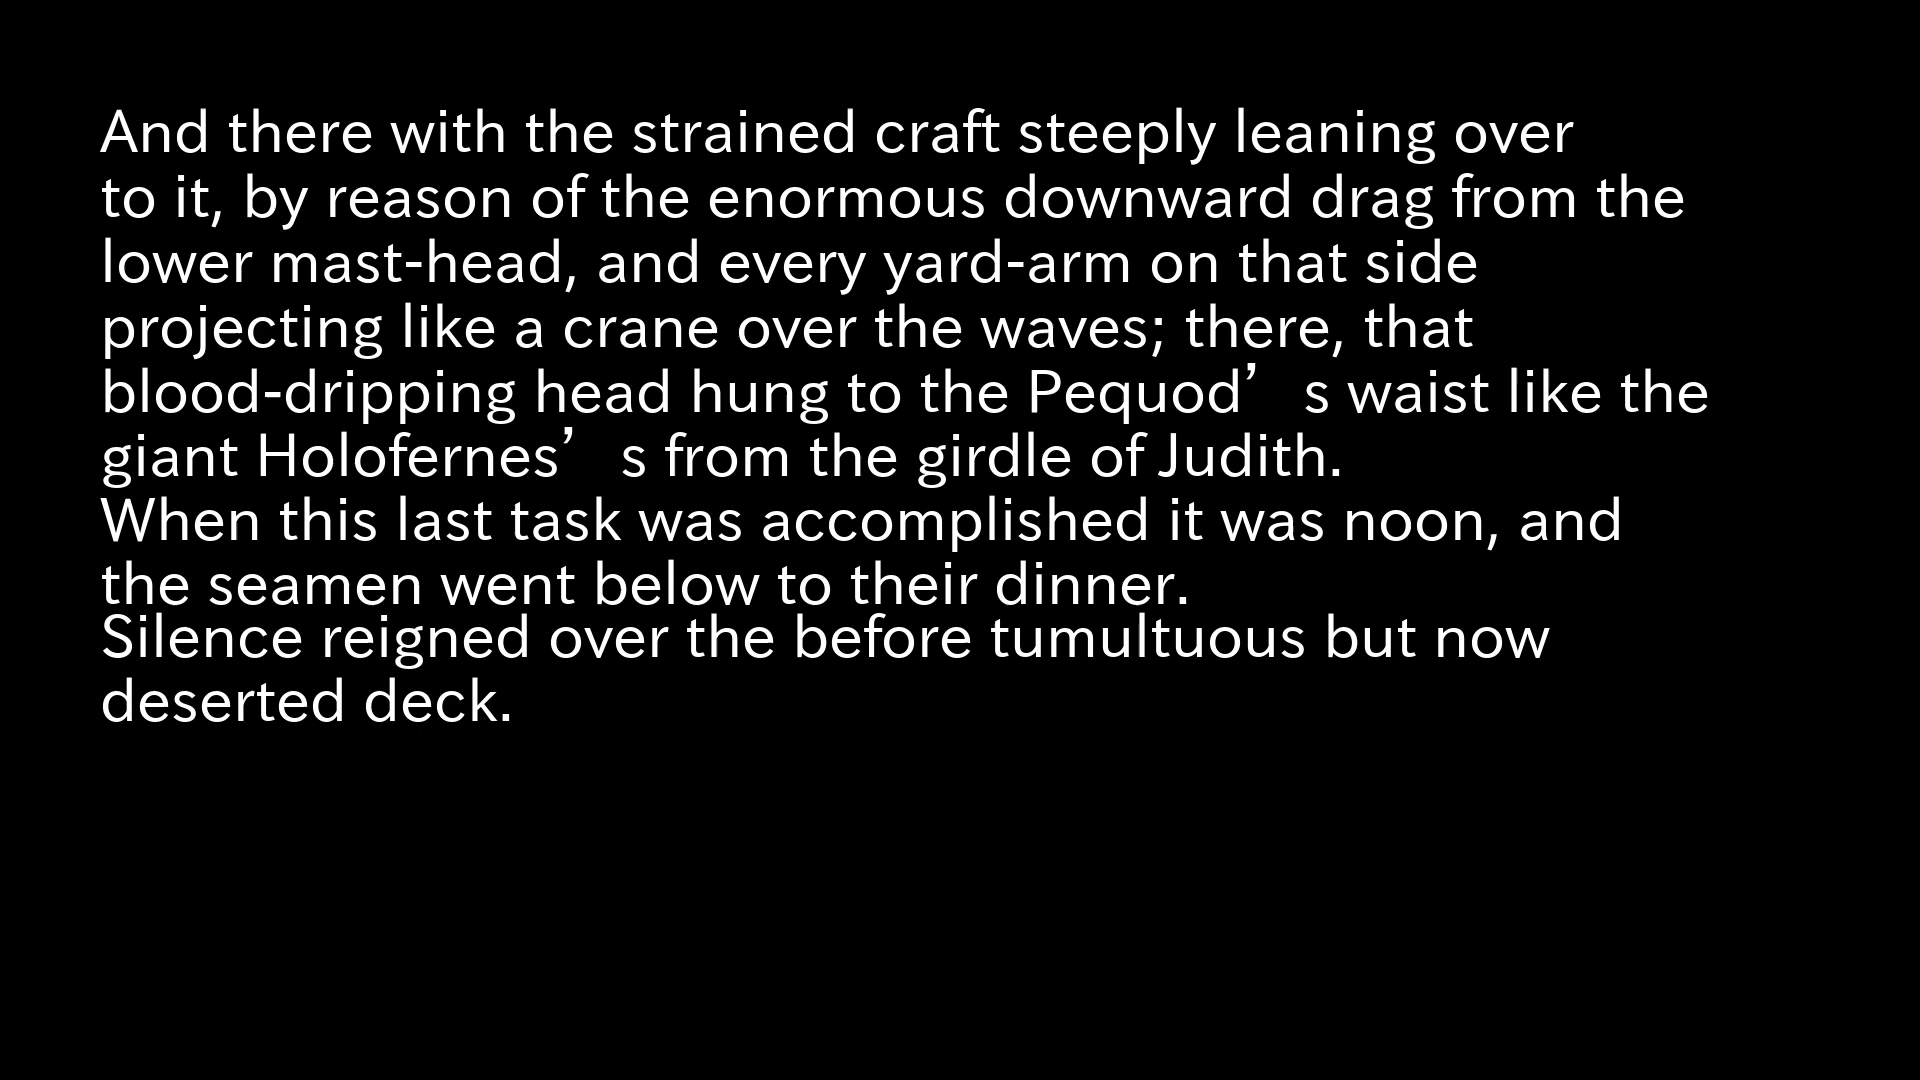 And there with the strained craft steeply leaning over
to it, by reason of the enormous downward drag from the
lower mast-head, and every yard-arm on that side
projecting like a crane over the waves; there, that
blood-dripping head hung to the Pequod’s waist like the
giant Holofernes’s from the girdle of Judith.
When this last task was accomplished it was noon, and
the seamen went below to their dinner.
Silence reigned over the before tumultuous but now
deserted deck.